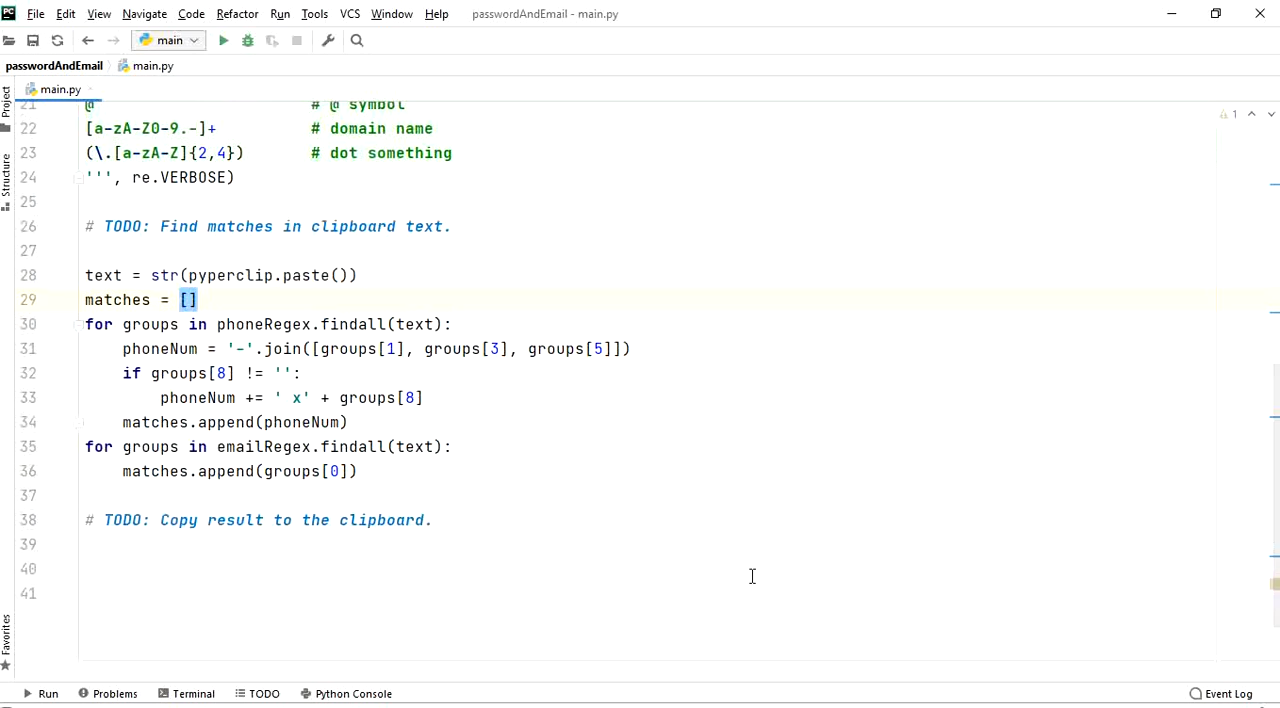 PC File Edit View Navigate Code Refactor Run Tools VCS Window Help passwordAndEmail - main.py
main
passwordAndEmail main.py
main.py
Project
Structure
Favorites
21 @ # @ symbol
22 [a-zA-Z0-9.-]+ # domain name
23 (\.[a-zA-Z]{2,4}) # dot something
24 ''', re.VERBOSE)
25
26 # TODO: Find matches in clipboard text.
27
28 text = str(pyperclip.paste())
29 matches = []
30 for groups in phoneRegex.findall(text):
31 phoneNum = '-'.join([groups[1], groups[3], groups[5]])
32 if groups[8] != '':
33 phoneNum += ' x' + groups[8]
34 matches.append(phoneNum)
35 for groups in emailRegex.findall(text):
36 matches.append(groups[0])
37
38 # TODO: Copy result to the clipboard.
39
40
41
1
Run Problems Terminal TODO Python Console Event Log